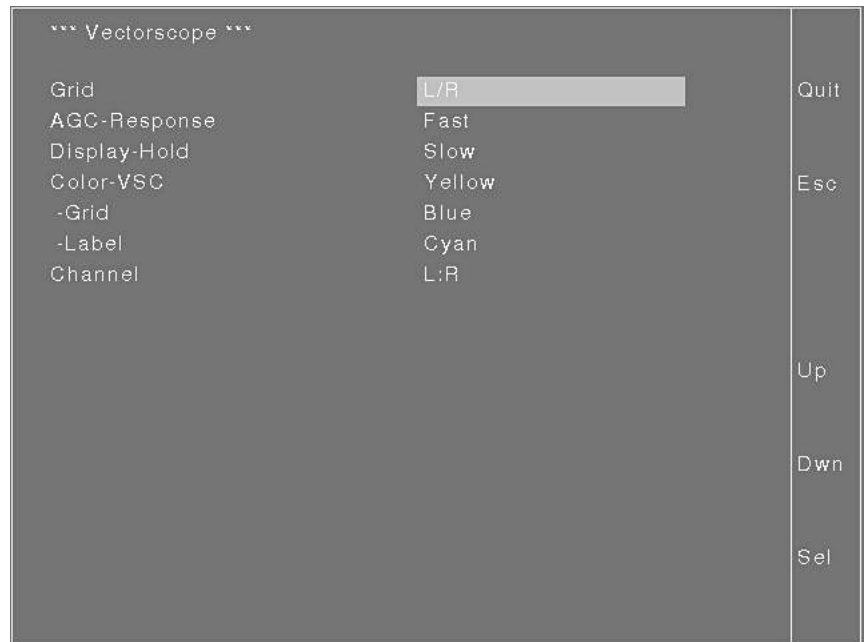 *** Vectorscope ***
Grid L/R Quit
AGC-Response Fast
Display-Hold Slow
Color-VSC Yellow Esc
-Grid Blue
-Label Cyan
Channel L:R
Up
Dwn
Sel